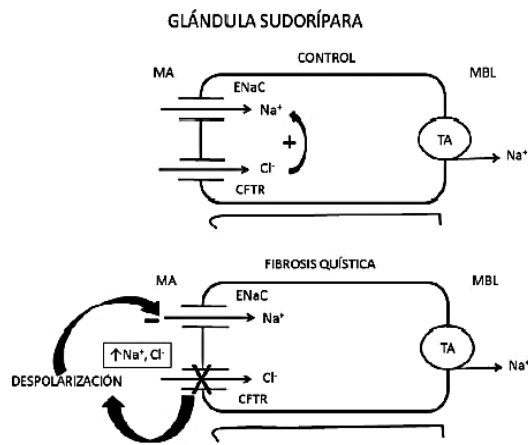 GLÁNDULA SUDORÍPARA
CONTROL
MA
MBL
ENaC
Na⁺
+
TA
Na⁺
Cl⁻
CFTR
FIBROSIS QUÍSTICA
MA
MBL
ENaC
Na⁺
↑Na⁺, Cl⁻
TA
Na⁺
DESPOLARIZACIÓN
Cl⁻
CFTR